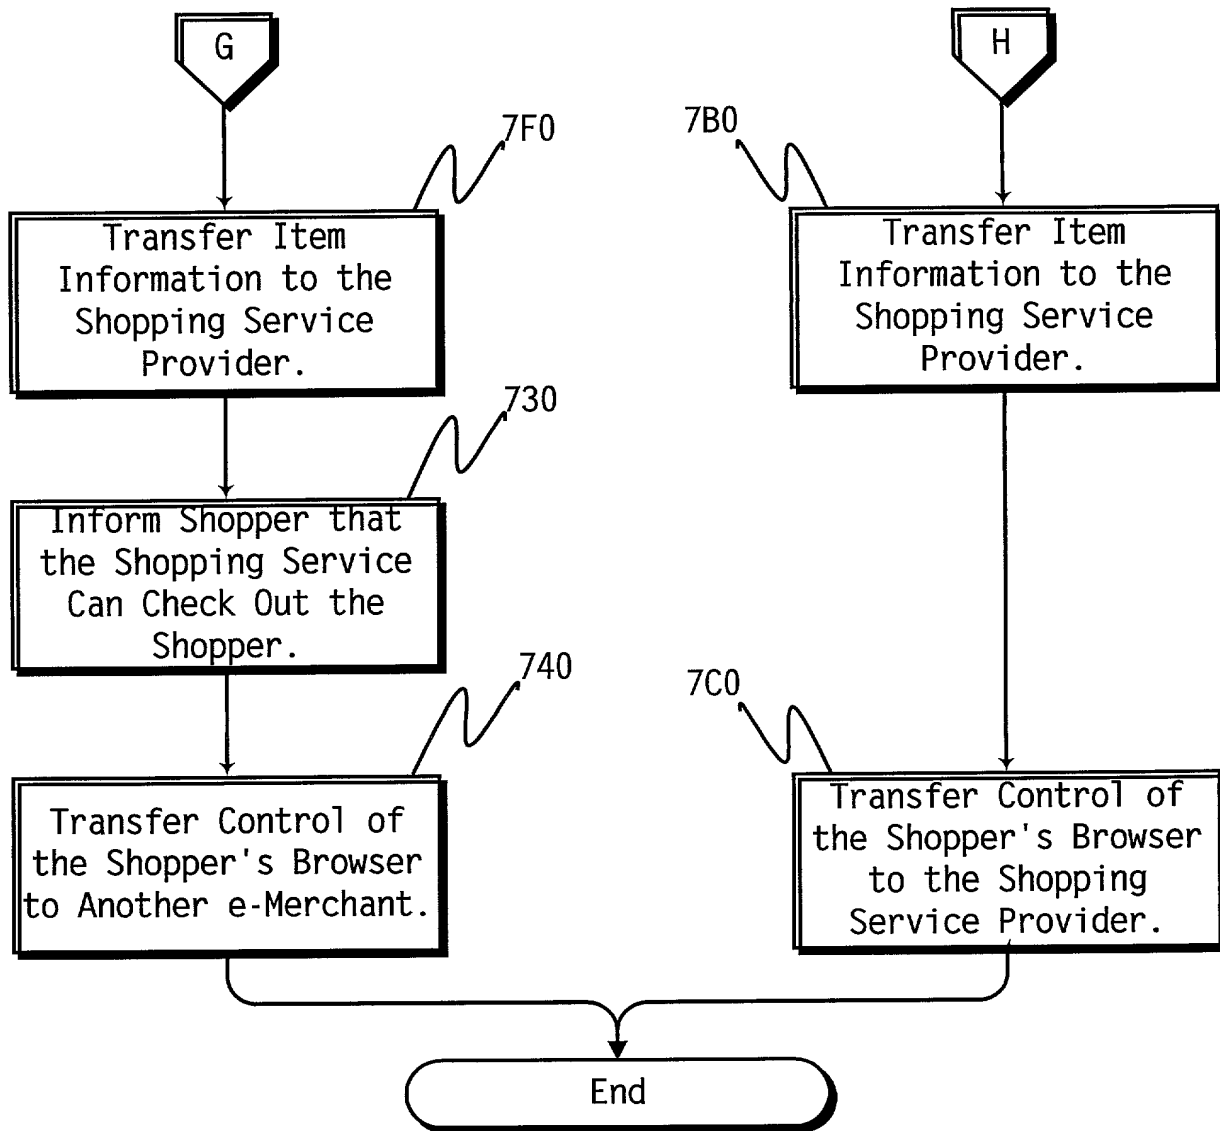 G
7F0
Transfer Item
Information to the
Shopping Service
Provider.
730
Inform Shopper that
the Shopping Service
Can Check Out the
Shopper.
740
Transfer Control of
the Shopper's Browser
to Another e-Merchant.
H
7B0
Transfer Item
Information to the
Shopping Service
Provider.
7C0
Transfer Control of
the Shopper's Browser
to the Shopping
Service Provider.
End